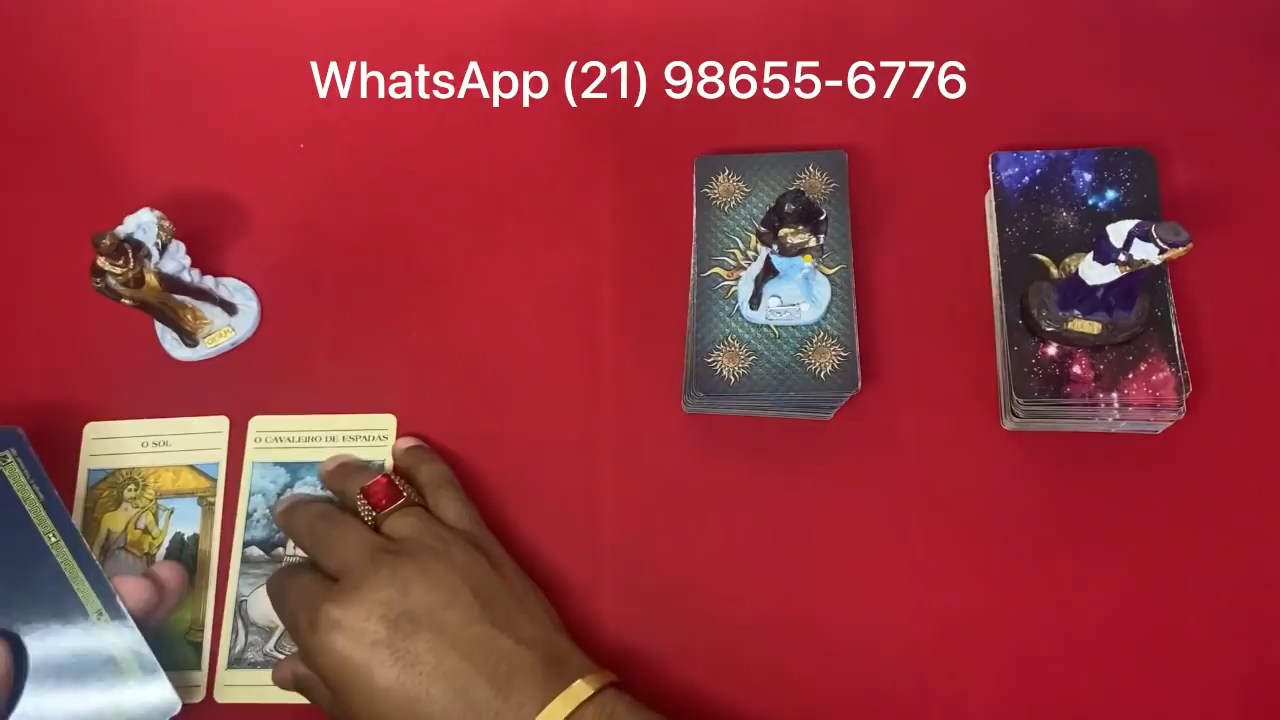 WhatsApp (21) 98655-6776
O SOL
O CAVALEIRO DE ESPADAS